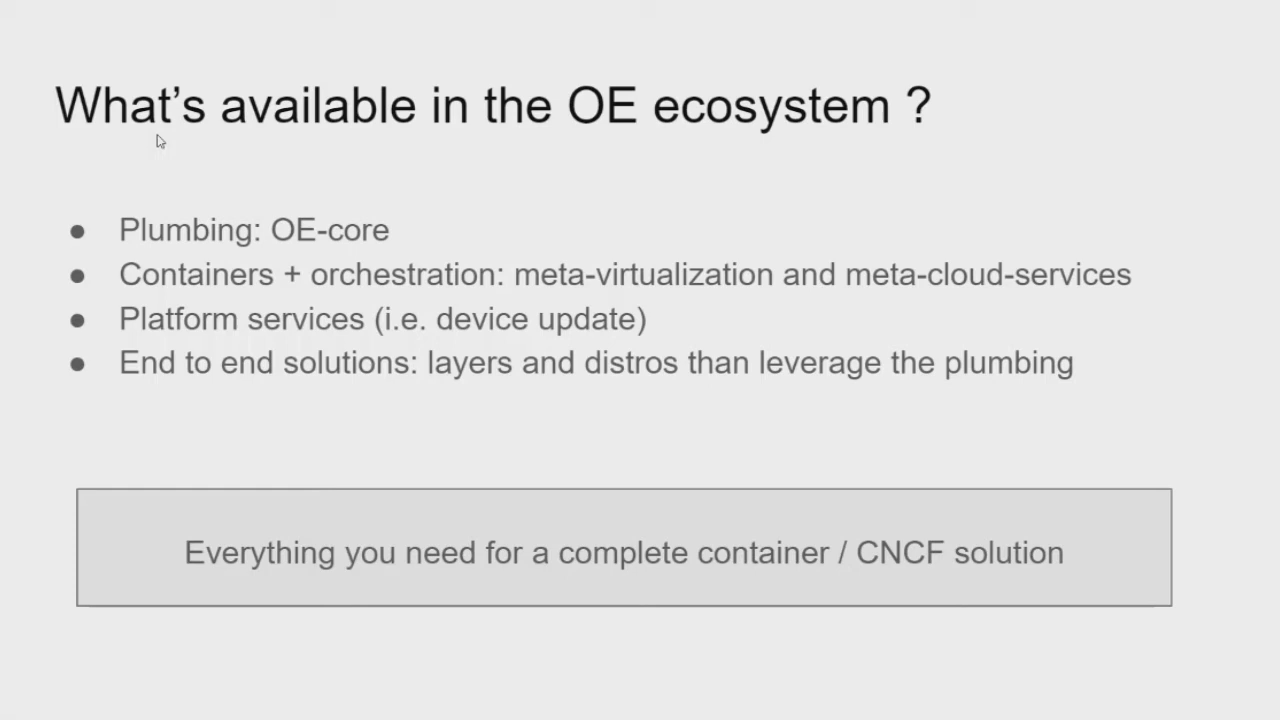 What's available in the OE ecosystem ?
● Plumbing: OE-core
● Containers + orchestration: meta-virtualization and meta-cloud-services
● Platform services (i.e. device update)
● End to end solutions: layers and distros than leverage the plumbing
Everything you need for a complete container / CNCF solution